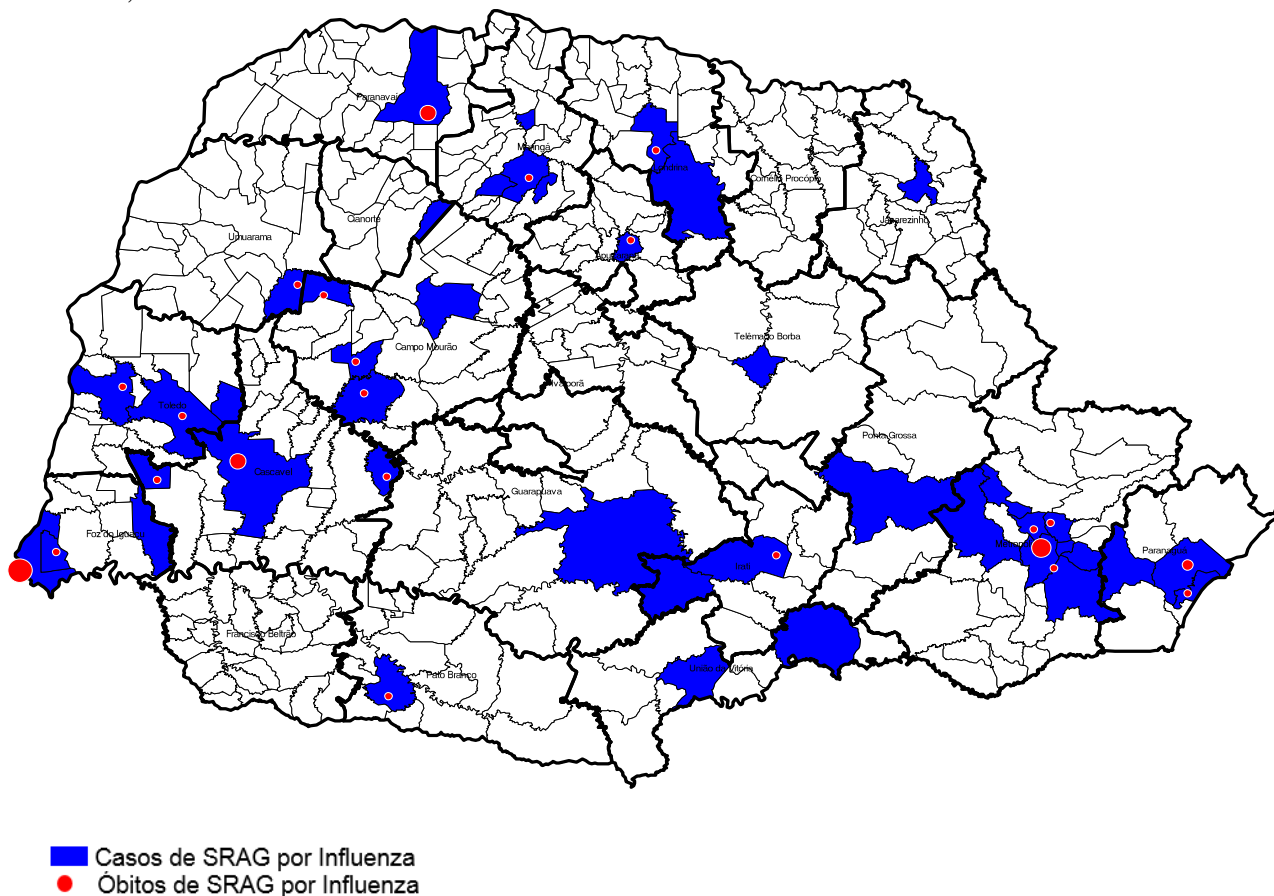 Paranavaí
Maringá
Londrina
Cornélio Procópio
Jacarezinho
Cianorte
Umuarama
Apucarana
Telêmaco Borba
Campo Mourão
Ivaiporã
Toledo
Ponta Grossa
Cascavel
Guarapuava
Foz do Iguaçu
Irati
Paranaguá
Francisco Beltrão
Pato Branco
União da Vitória
Casos de SRAG por Influenza
Óbitos de SRAG por Influenza